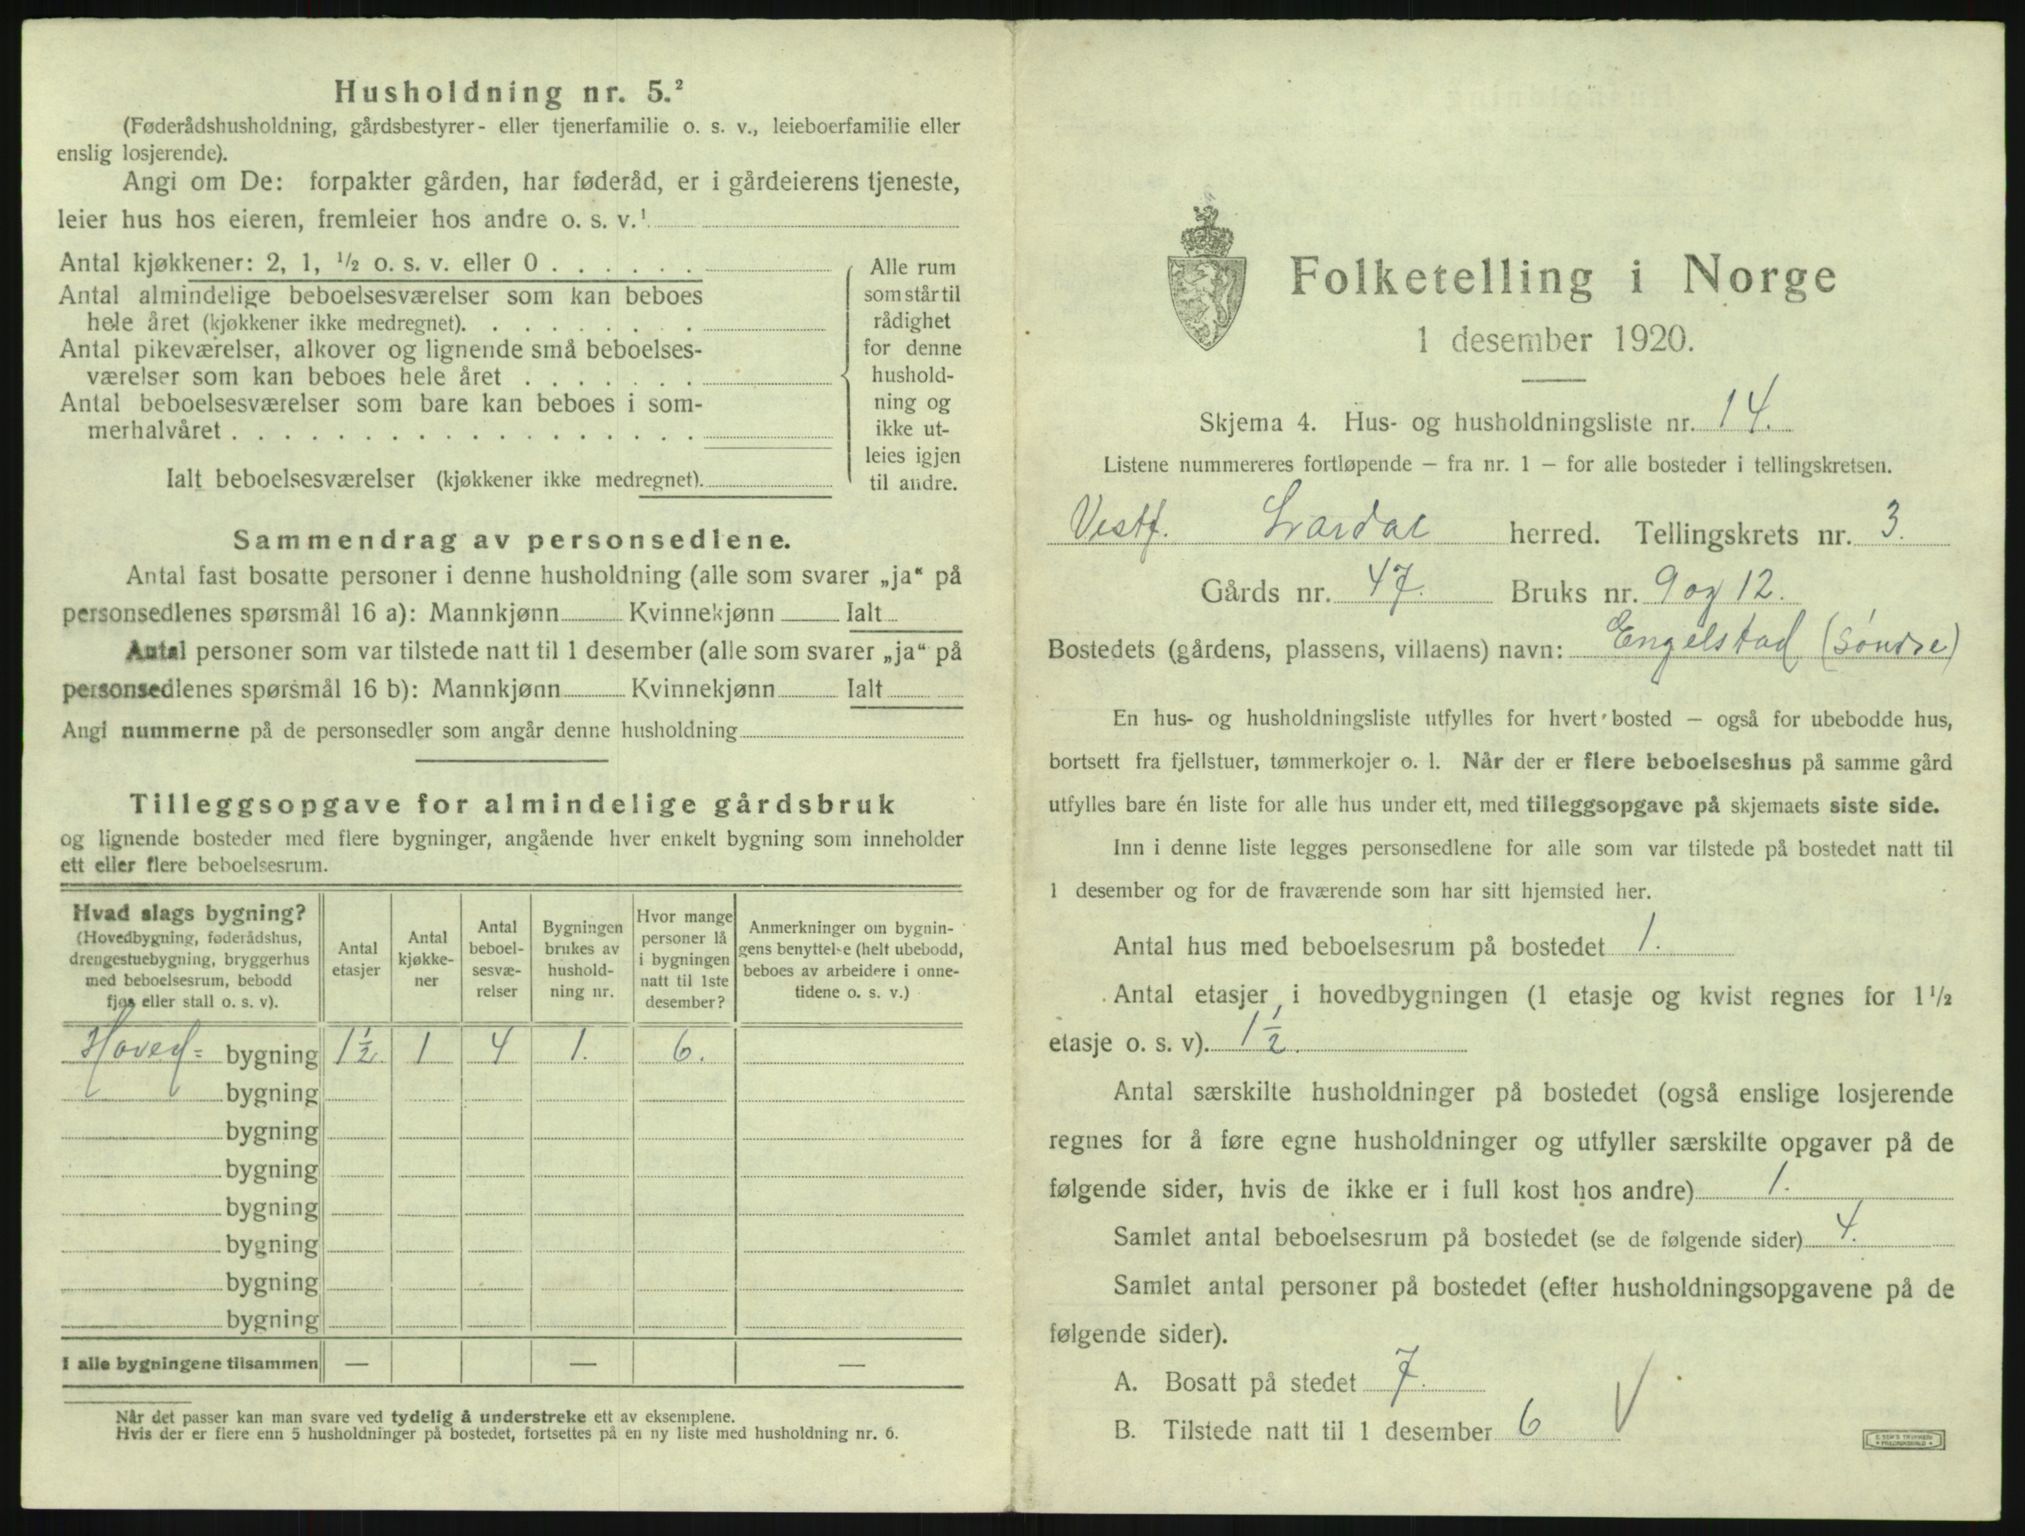 Husholdning nr. 5.²
(Føderådshusholdning, gårdsbestyrer- eller tjenerfamilie o. s. v., leieboerfamilie eller
enslig losjerende).
Angi om De: forpakter gården, har føderåd, er i gårdeierens tjeneste,
leier hus hos eieren, fremleier hos andre o. s. v.¹
Antal kjøkkener: 2, 1, ½ o. s. v. eller 0 . . . . . .
Antal almindelige beboelsesværelser som kan beboes
hele året (kjøkkener ikke medregnet). . . . . . . .
Antal pikeværelser, alkover og lignende små beboelses-
værelser som kan beboes hele året . . . . . . .
Antal beboelsesværelser som bare kan beboes i som-
merhalvåret . . . . . . . . . . . . . . . . . .
Ialt beboelsesværelser (kjøkkener ikke medregnet).
Alle rum
som står til
rådighet
for denne
hushold-
ning og
ikke ut-
leies igjen
til andre.
Sammendrag av personsedlene.
Antal fast bosatte personer i denne husholdning (alle som svarer „ja“ på
personsedlenes spørsmål 16 a): Mannkjønn Kvinnekjønn Ialt
Antal personer som var tilstede natt til 1 desember (alle som svarer „ja“ på
personsedlenes spørsmål 16 b): Mannkjønn Kvinnekjønn Ialt
Angi nummerne på de personsedler som angår denne husholdning
Tilleggsopgave for almindelige gårdsbruk
og lignende bosteder med flere bygninger, angående hver enkelt bygning som inneholder
ett eller flere beboelsesrum.
Hvad slags bygning?
(Hovedbygning, føderådshus,
drengestuebygning, bryggerhus
med beboelsesrum, bebodd
fjøs eller stall o. s. v).
Antal
etasjer
Antal
kjøkke-
ner
Antal
beboel-
sesvæ-
relser
Bygningen
brukes av
hushold-
ning nr.
Hvor mange
personer lå
i bygningen
natt til 1ste
desember?
Anmerkninger om bygnin-
gens benyttelse (helt ubebodd,
beboes av arbeidere i onne-
tidene o. s. v.)
Hoved- bygning 1½ 1 4 1. 6.
bygning
bygning
bygning
bygning
bygning
bygning
bygning
I alle bygningene tilsammen — — —
Når det passer kan man svare ved tydelig å understreke ett av eksemplene.
Hvis der er flere enn 5 husholdninger på bostedet, fortsettes på en ny liste med husholdning nr. 6.
Folketelling i Norge
1 desember 1920.
Skjema 4. Hus- og husholdningsliste nr. 14.
Listene nummereres fortløpende – fra nr. 1 – for alle bosteder i tellingskretsen.
Vestf. Lardal herred. Tellingskrets nr. 3.
Gårds nr. 47. Bruks nr. 9 og 12.
Bostedets (gårdens, plassens, villaens) navn: Engelstad (Søndre)
En hus- og husholdningsliste utfylles for hvert bosted – også for ubebodde hus,
bortsett fra fjellstuer, tømmerkojer o. l. Når der er flere beboelseshus på samme gård
utfylles bare én liste for alle hus under ett, med tilleggsopgave på skjemaets siste side.
Inn i denne liste legges personsedlene for alle som var tilstede på bostedet natt til
1 desember og for de fraværende som har sitt hjemsted her.
Antal hus med beboelsesrum på bostedet 1.
Antal etasjer i hovedbygningen (1 etasje og kvist regnes for 1½
etasje o. s. v). 1½.
Antal særskilte husholdninger på bostedet (også enslige losjerende
regnes for å føre egne husholdninger og utfyller særskilte opgaver på de
følgende sider, hvis de ikke er i full kost hos andre) 1.
Samlet antal beboelsesrum på bostedet (se de følgende sider) 4.
Samlet antal personer på bostedet (efter husholdningsopgavene på de
følgende sider).
A. Bosatt på stedet 7.
B. Tilstede natt til 1 desember 6